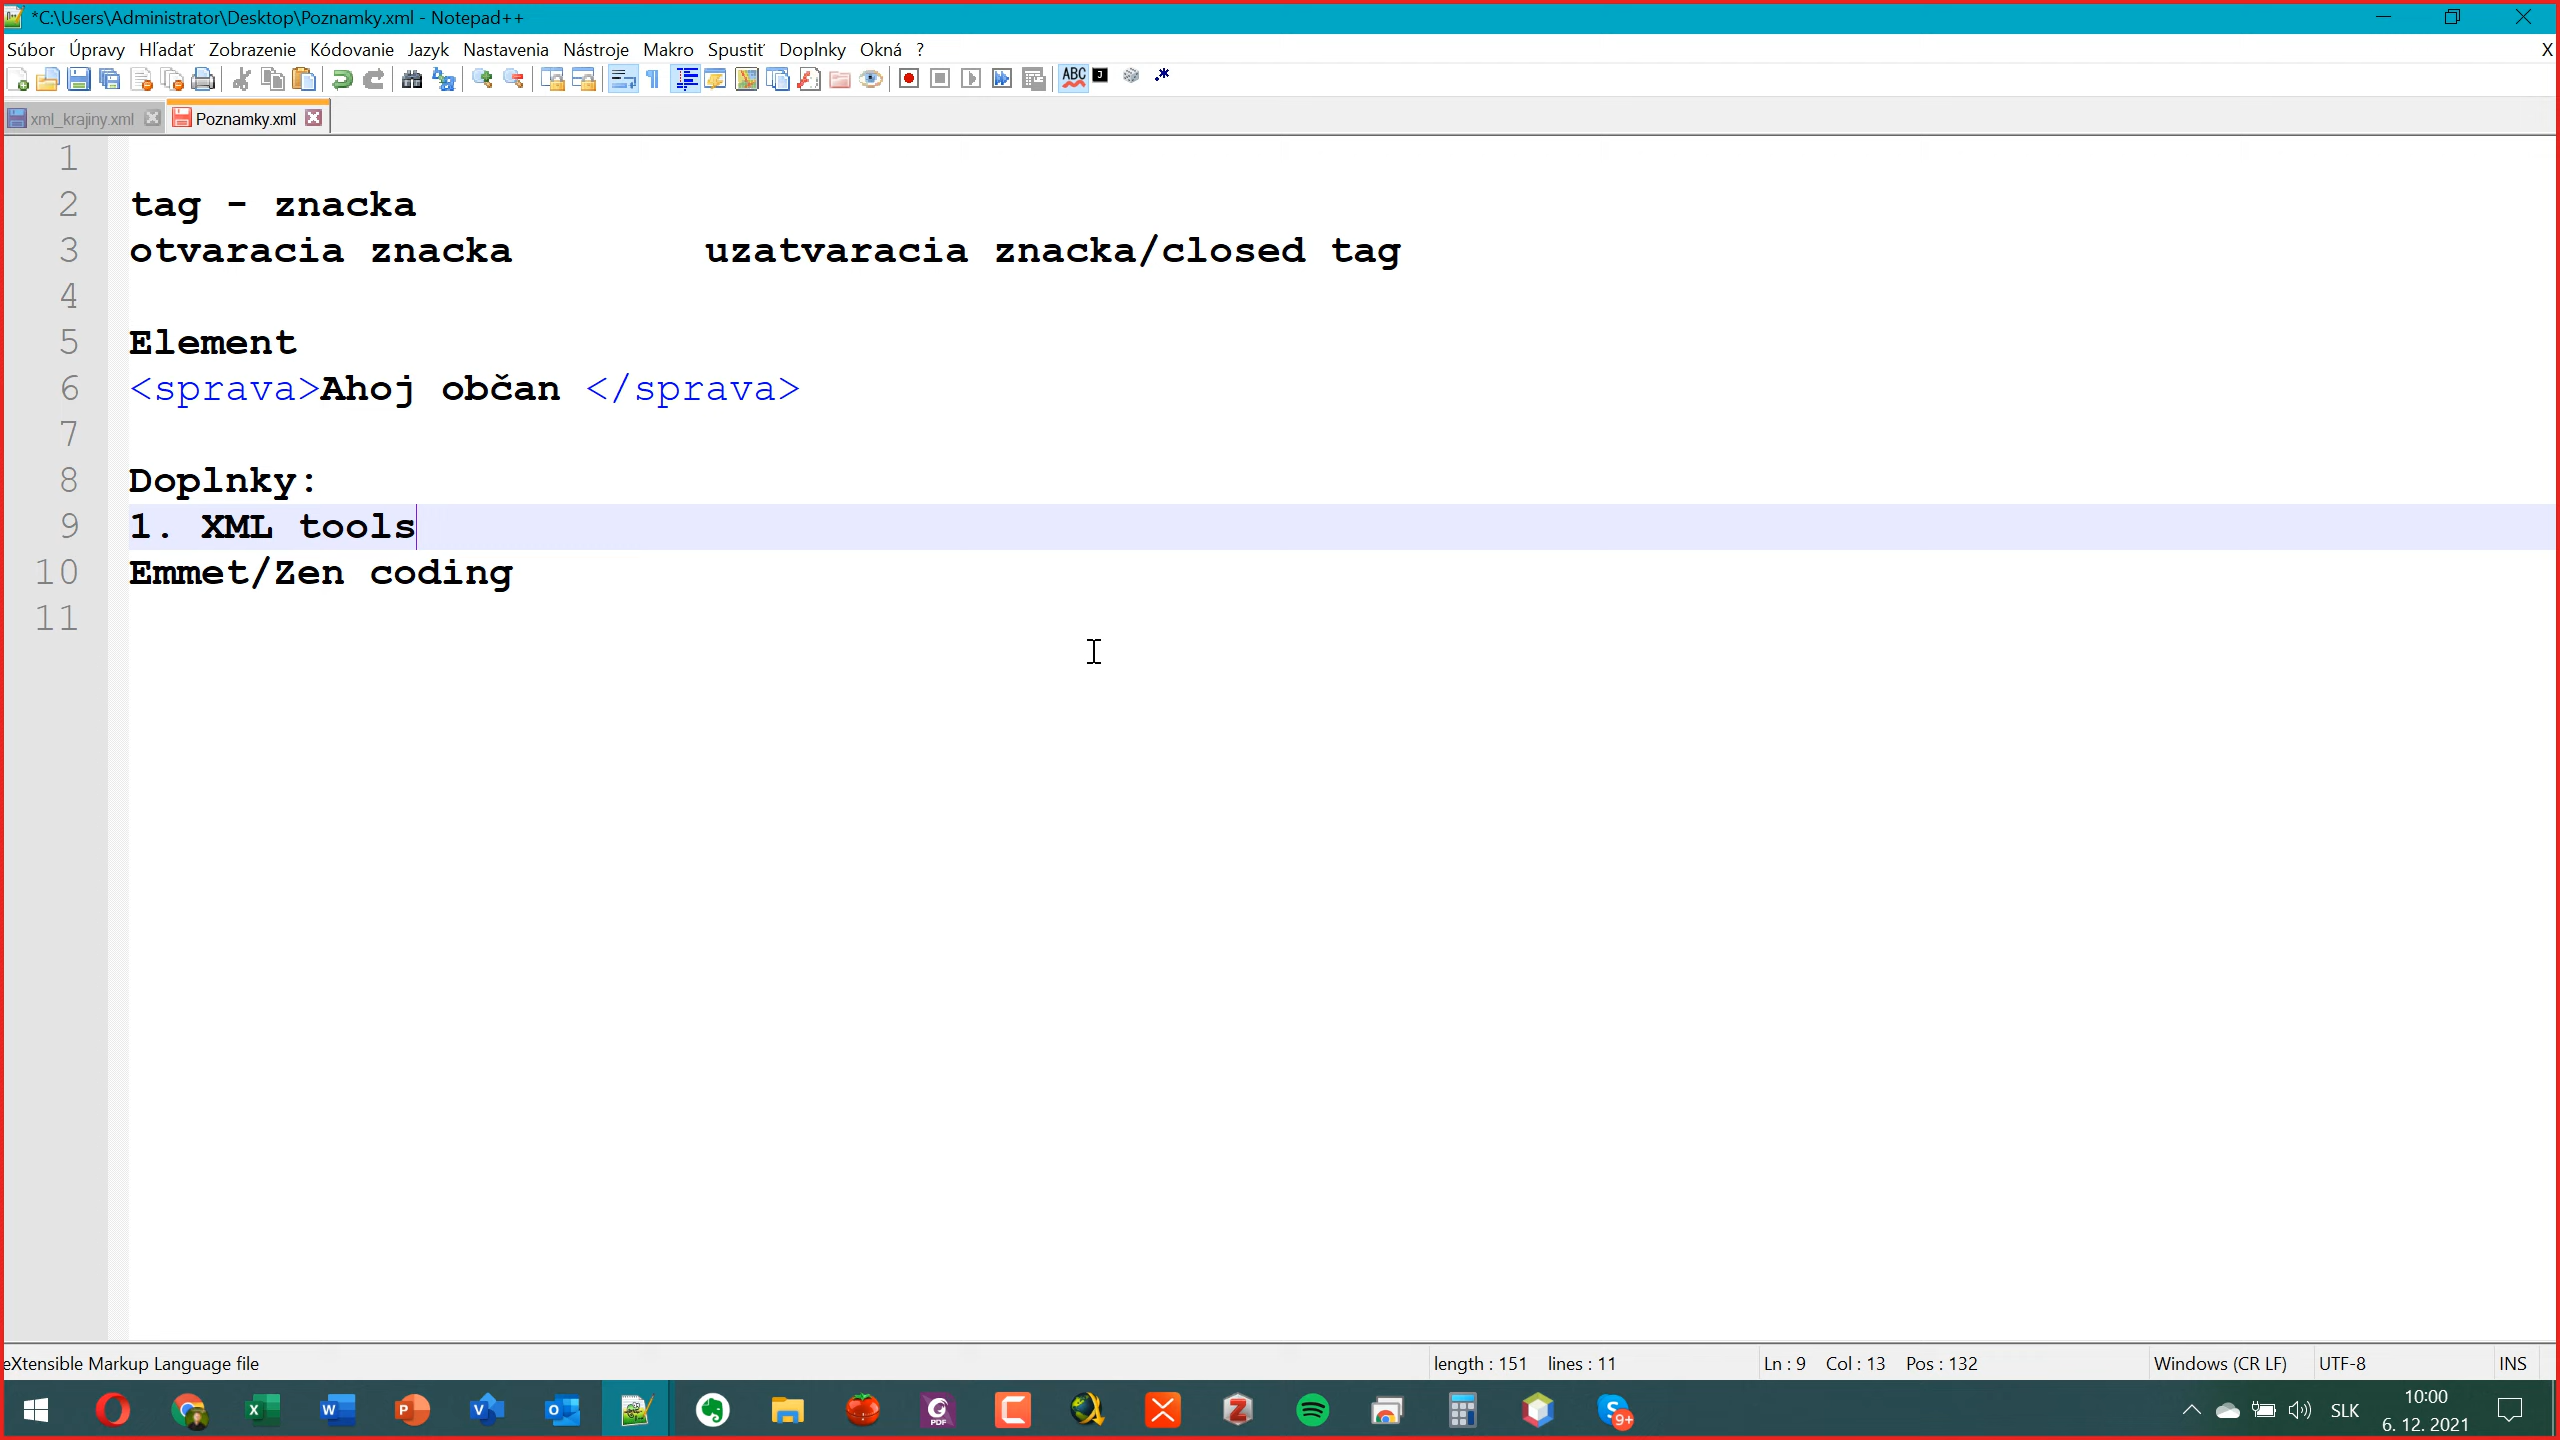 *C:\Users\Administrator\Desktop\Poznamky.xml - Notepad++
Súbor Úpravy Hľadať Zobrazenie Kódovanie Jazyk Nastavenia Nástroje Makro Spustiť Doplnky Okná ? X
ABC
xml_krajiny.xml Poznamky.xml
1
2 tag - znacka
3 otvaracia znacka uzatvaracia znacka/closed tag
4
5 Element
6 <sprava>Ahoj občan </sprava>
7
8 Doplnky:
9 1. XML tools
10 Emmet/Zen coding
11
eXtensible Markup Language file length : 151 lines : 11 Ln : 9 Col : 13 Pos : 132 Windows (CR LF) UTF-8 INS
PDF 9+ SLK 10:00
6. 12. 2021